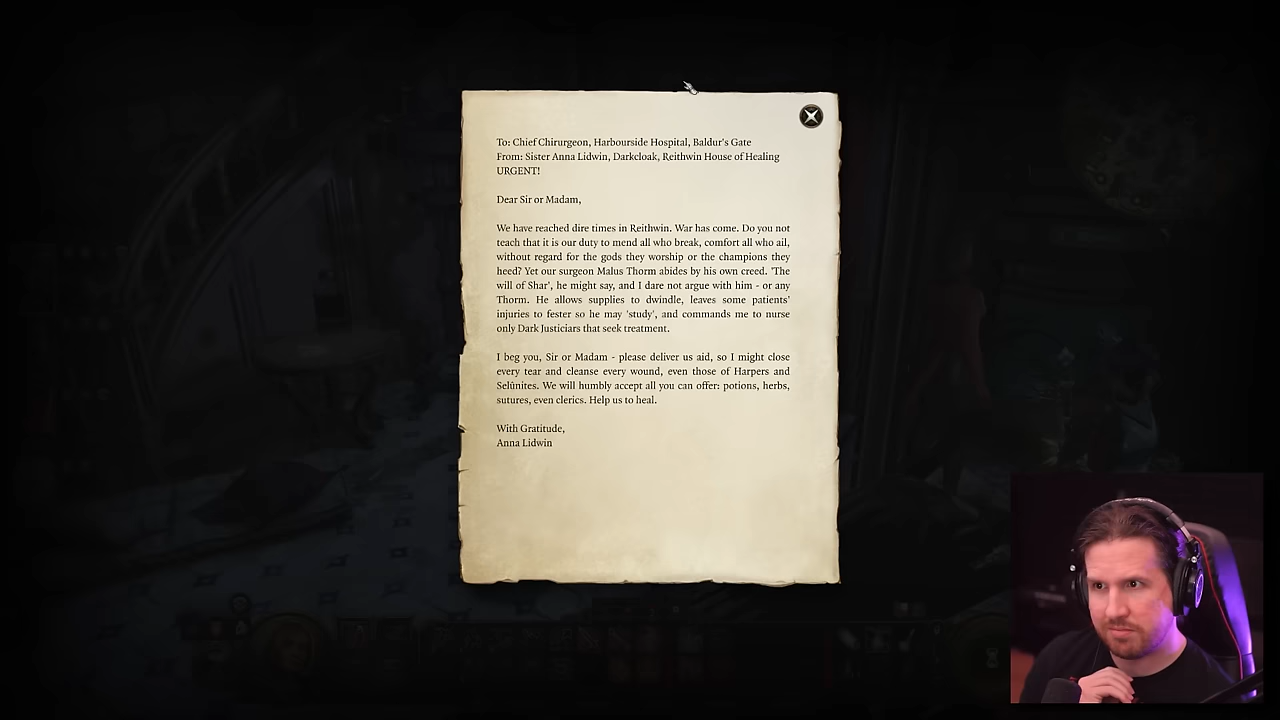 To: Chief Chirurgeon, Harbourside Hospital, Baldur's Gate
From: Sister Anna Lidwin, Darkcloak, Reithwin House of Healing
URGENT!
Dear Sir or Madam,
We have reached dire times in Reithwin. War has come. Do you not
teach that it is our duty to mend all who break, comfort all who ail,
without regard for the gods they worship or the champions they
heed? Yet our surgeon Malus Thorm abides by his own creed. 'The
will of Shar', he might say, and I dare not argue with him - or any
Thorm. He allows supplies to dwindle, leaves some patients'
injuries to fester so he may 'study', and commands me to nurse
only Dark Justiciars that seek treatment.
I beg you, Sir or Madam - please deliver us aid, so I might close
every tear and cleanse every wound, even those of Harpers and
Selûnites. We will humbly accept all you can offer: potions, herbs,
sutures, even clerics. Help us to heal.
With Gratitude,
Anna Lidwin